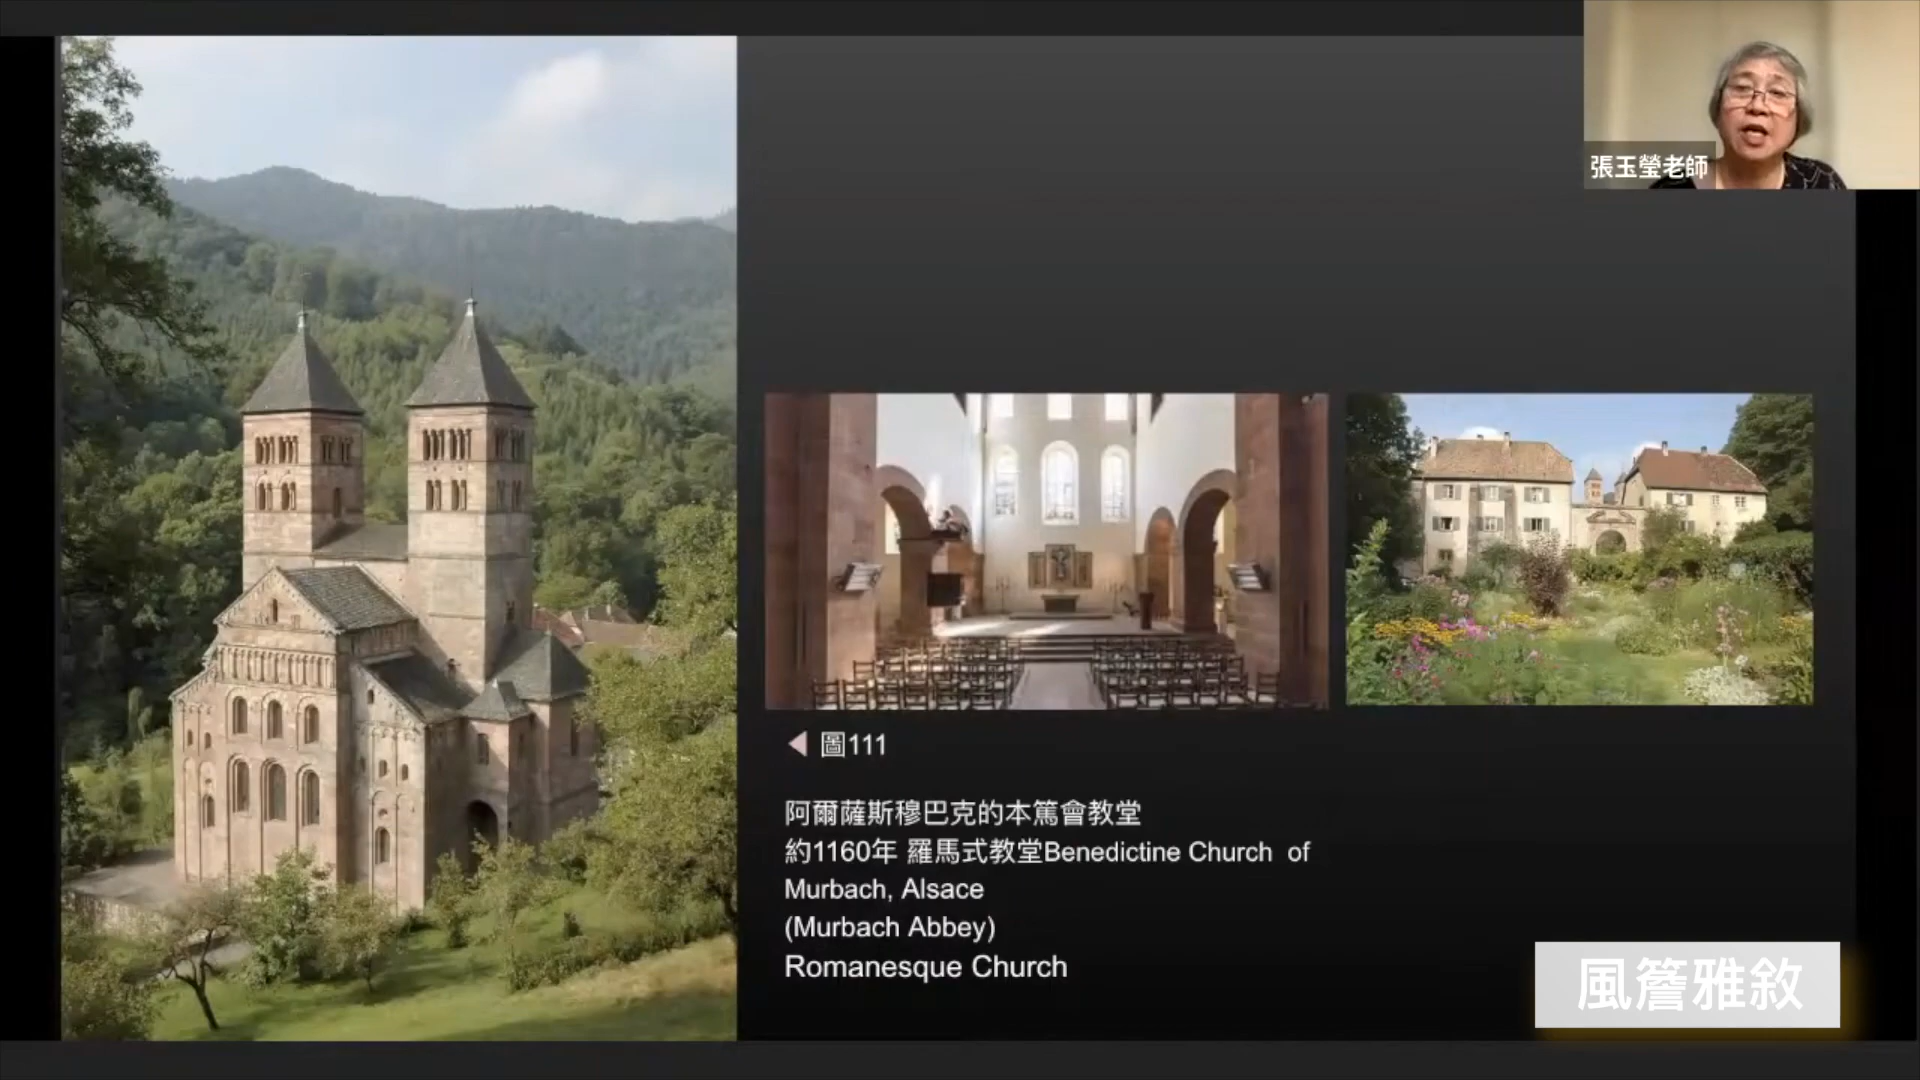 張玉瑩老師
圖111
阿爾薩斯穆巴克的本篤會教堂
約1160年 羅馬式教堂Benedictine Church of
Murbach, Alsace
(Murbach Abbey)
Romanesque Church
風簷雅敘